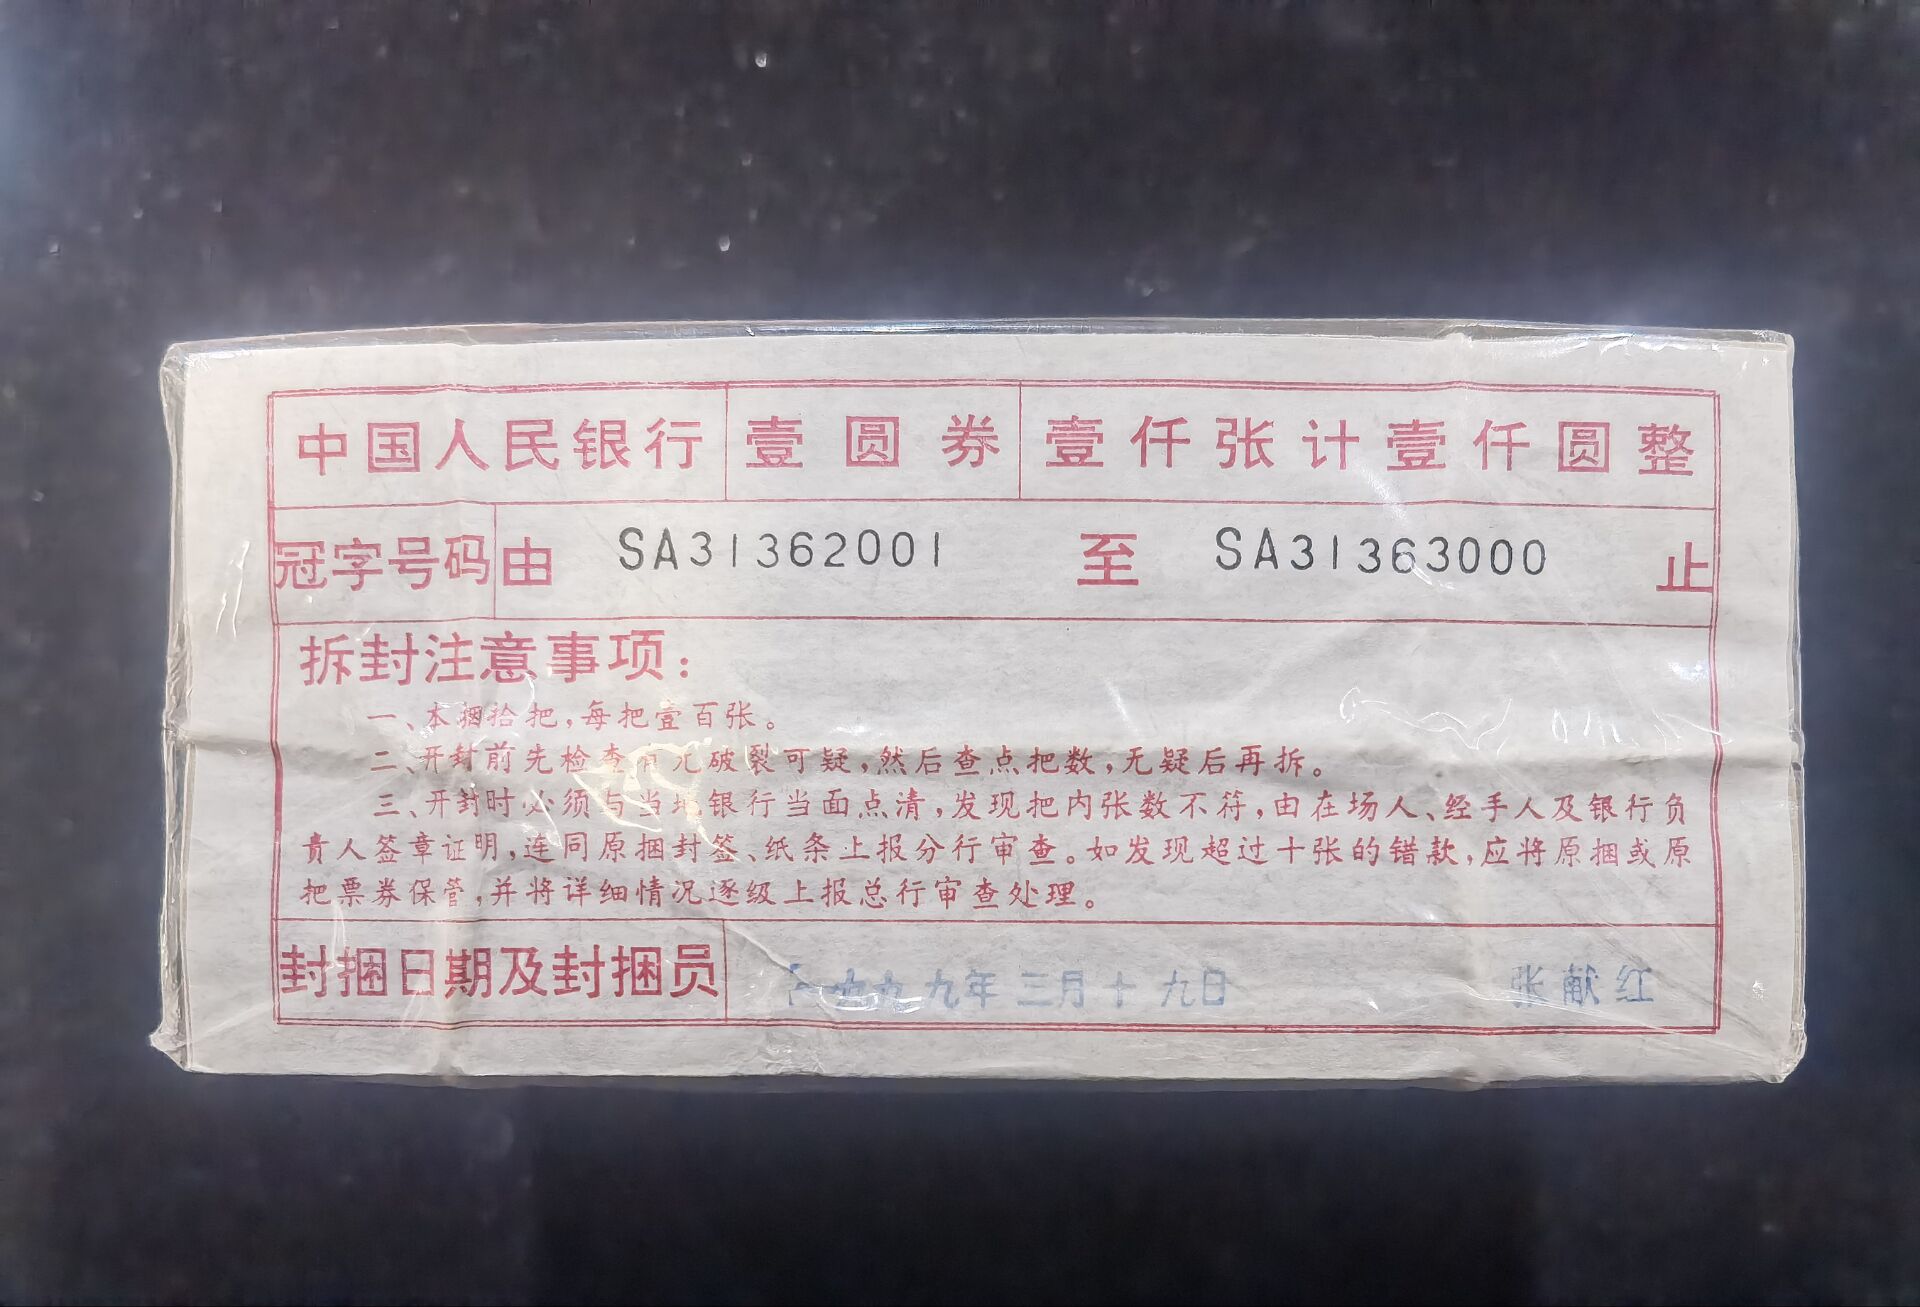 中国人民银行 壹圆券 壹仟张计壹仟圆整
冠字号码 由 SA31362001 至 SA31363000 止
拆封注意事项：
一、本捆拾把，每把壹百张。
二、开封前先检查有无破裂可疑，然后查点把数，无疑后再拆。
三、开封时必须与当地银行当面点清，发现把内张数不符，由在场人、经手人及银行负
责人签章证明，连同原捆封签、纸条上报分行审查。如发现超过十张的错款，应将原捆或原
把票券保管，并将详细情况逐级上报总行审查处理。
封捆日期及封捆员 一九九九年三月十九日 张献红